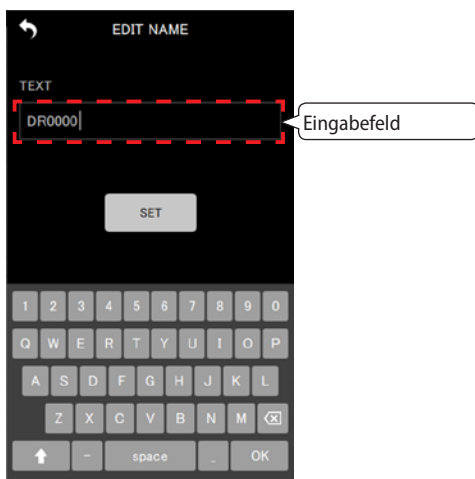 EDIT NAME
TEXT
DR0000
Eingabefeld
SET
1 2 3 4 5 6 7 8 9 0
Q W E R T Y U I O P
A S D F G H J K L
Z X C V B N M
- space _ OK